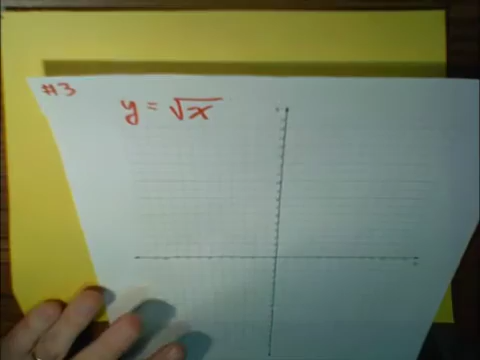 #3
y = √x